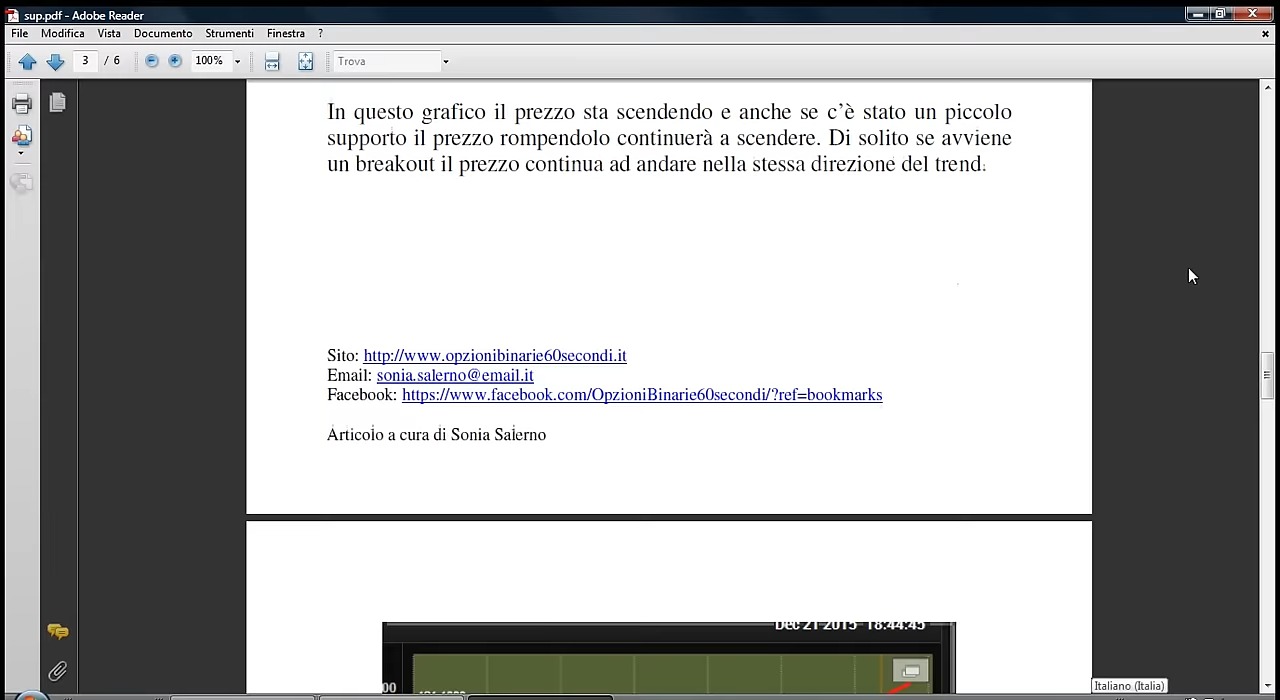 sup.pdf - Adobe Reader
File Modifica Vista Documento Strumenti Finestra ?
3 / 6 100% Trova
In questo grafico il prezzo sta scendendo e anche se c'è stato un piccolo
supporto il prezzo rompendolo continuerà a scendere. Di solito se avviene
un breakout il prezzo continua ad andare nella stessa direzione del trend.
Sito: http://www.opzionibinarie60secondi.it
Email: sonia.salerno@email.it
Facebook: https://www.facebook.com/OpzioniBinarie60secondi/?ref=bookmarks
Articolo a cura di Sonia Salerno
Dec 21 2015 18:44:45
Italiano (Italia)